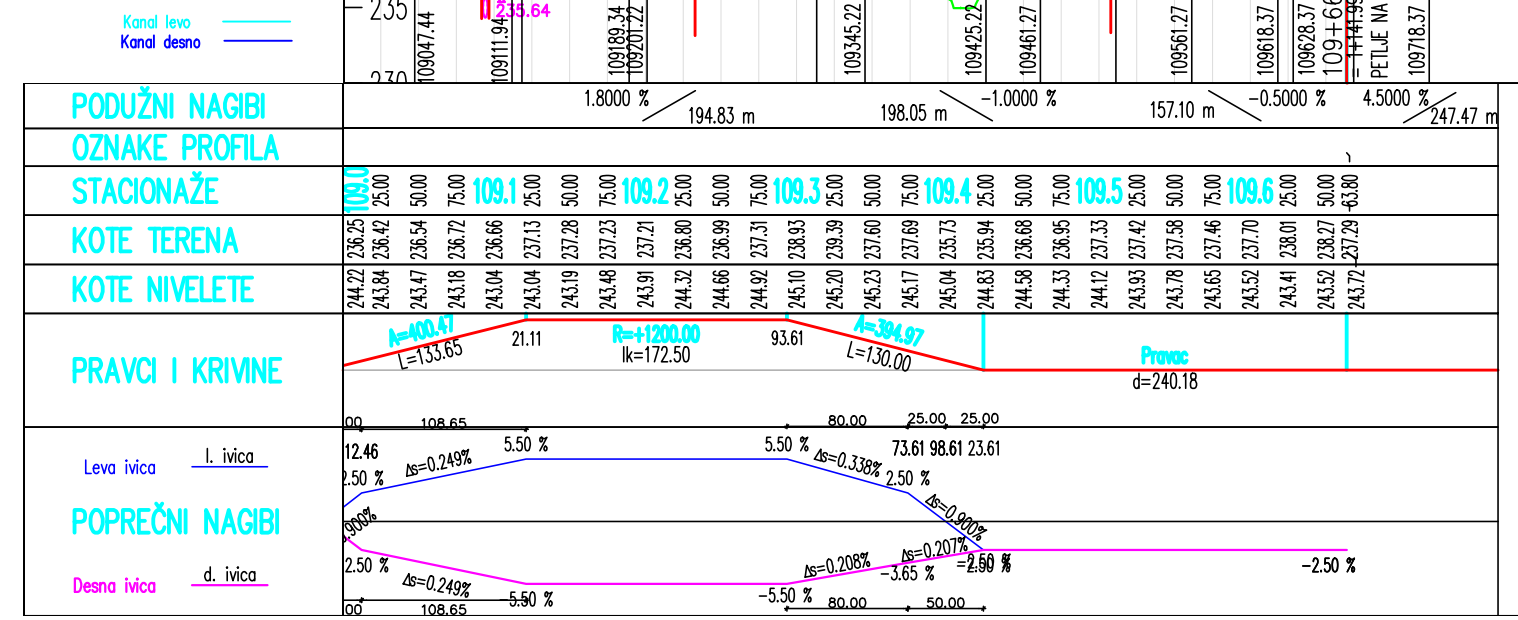 235
235.64
Kanal levo
Kanal desno
230
109047.44
109111.94
109189.34
109201.22
109345.22
109425.22
109461.27
109561.27
109618.37
109628.37
109+66
= 1+141.99
PETLJE NA
109718.37
PODUŽNI NAGIBI
1.8000 %
194.83 m
198.05 m
-1.0000 %
157.10 m
-0.5000 %
4.5000 %
247.47 m
OZNAKE PROFILA
STACIONAŽE
109.0 25.00 50.00 75.00 109.1 25.00 50.00 75.00 109.2 25.00 50.00 75.00 109.3 25.00 50.00 75.00 109.4 25.00 50.00 75.00 109.5 25.00 50.00 75.00 109.6 25.00 50.00 63.80
KOTE TERENA
236.25 236.42 236.54 236.72 236.66 237.13 237.28 237.23 237.21 236.80 236.99 237.31 238.93 239.39 237.60 237.69 235.73 235.94 236.68 236.95 237.33 237.42 237.58 237.46 237.70 238.01 238.27 237.29
KOTE NIVELETE
244.22 243.84 243.47 243.18 243.04 243.04 243.19 243.48 243.91 244.32 244.66 244.92 245.10 245.20 245.23 245.17 245.04 244.83 244.58 244.33 244.12 243.93 243.78 243.65 243.52 243.41 243.52 243.72
PRAVCI I KRIVINE
A=400.47
L=133.65
21.11
R=+1200.00
lk=172.50
93.61
A=394.97
L=130.00
Pravac
d=240.18
00 108.65 80.00 25.00 25.00
12.46 5.50 % 5.50 % 73.61 98.61 23.61
Leva ivica l. ivica
2.50 % Δs=0.249% Δs=0.338% 2.50 %
POPREČNI NAGIBI
.900% Δs=0.900%
Desna ivica d. ivica
2.50 % Δs=0.249% -5.50 % -5.50 % Δs=0.208% -3.65 % Δs=0.207% -2.50 % -2.50 %
00 108.65 80.00 50.00